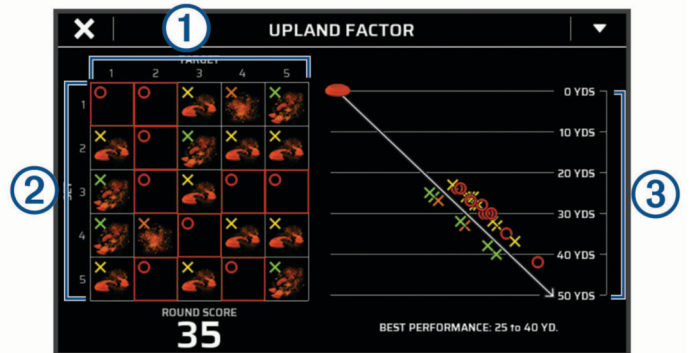 1
UPLAND FACTOR
TARGET
1 2 3 4 5
1
2
3
4
5
2
0 YDS
10 YDS
20 YDS
30 YDS
40 YDS
50 YDS
3
ROUND SCORE
35
BEST PERFORMANCE: 25 to 40 YD.